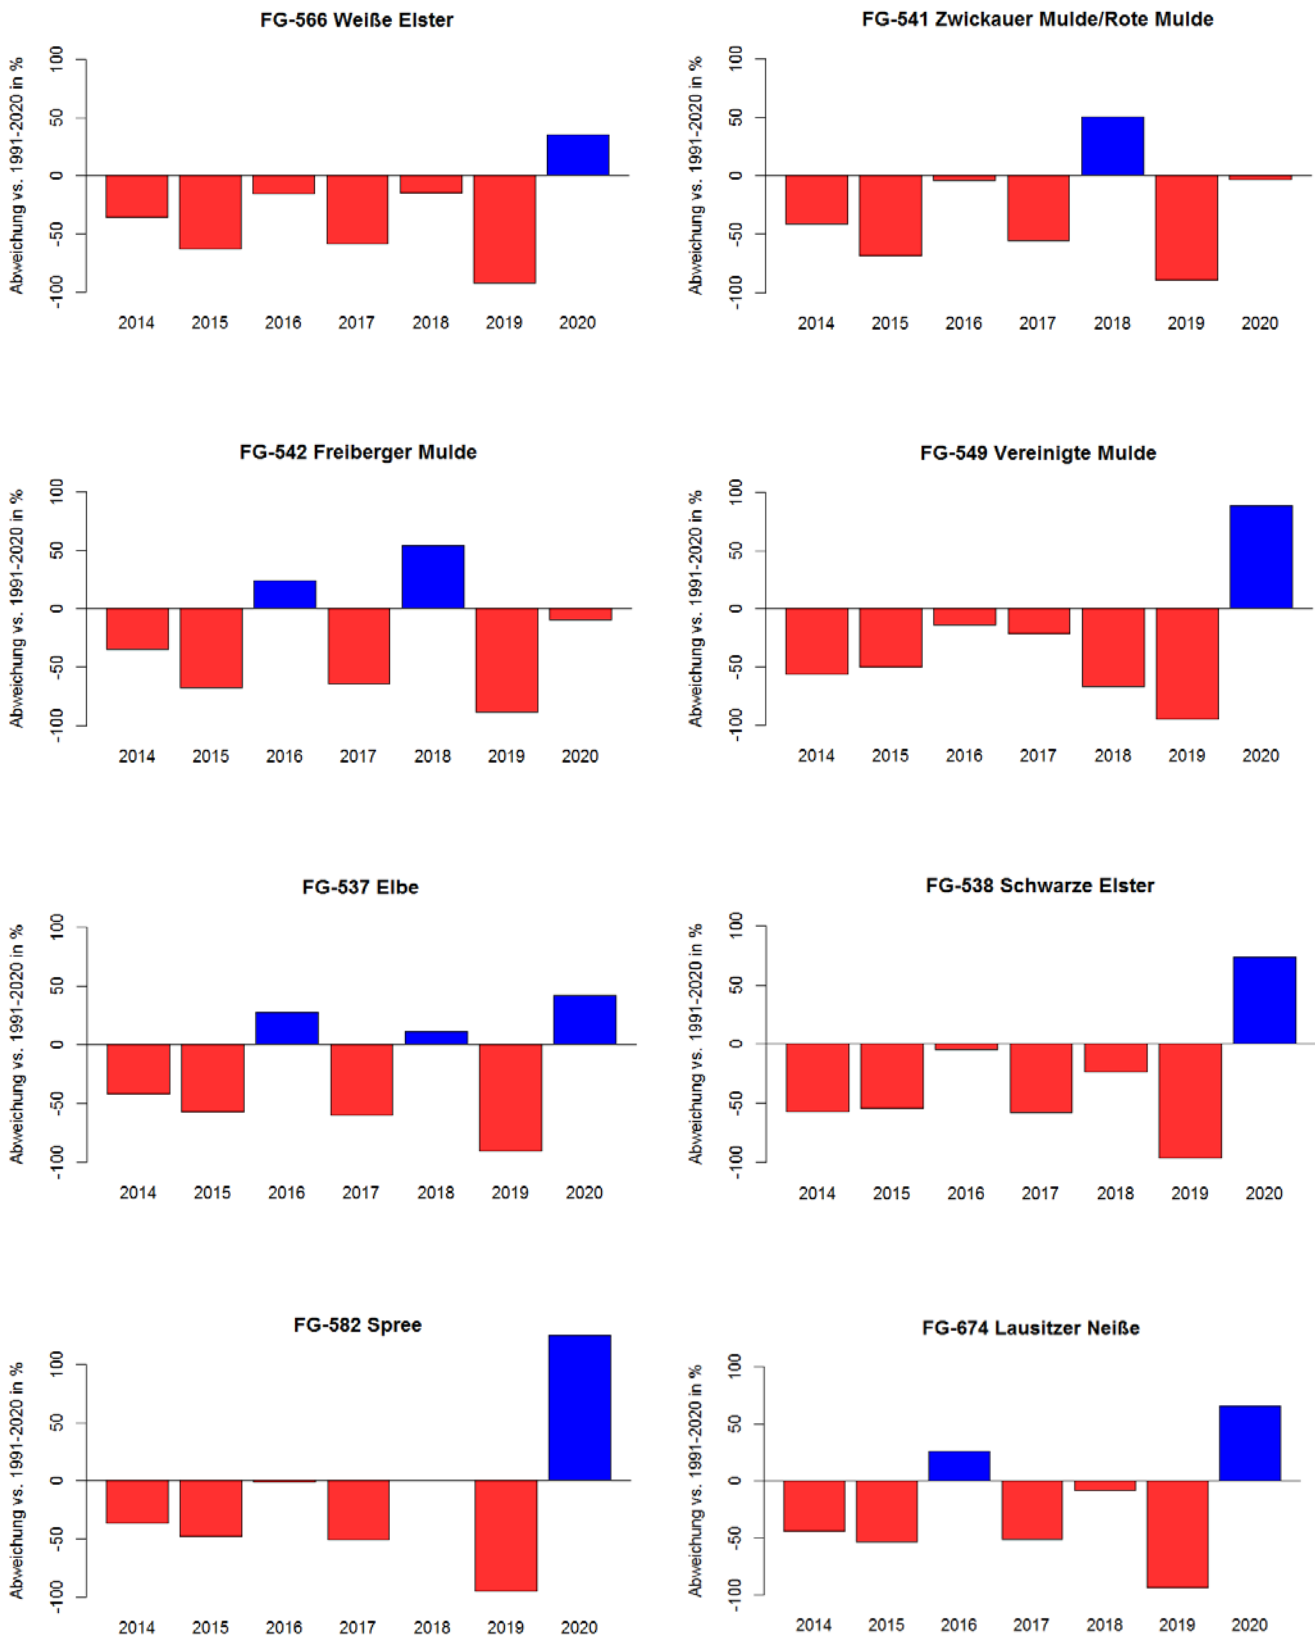 FG-566 Weiße Elster
Abweichung vs. 1991-2020 in %
100
50
0
-50
-100
2014 2015 2016 2017 2018 2019 2020
FG-541 Zwickauer Mulde/Rote Mulde
Abweichung vs. 1991-2020 in %
100
50
0
-50
-100
2014 2015 2016 2017 2018 2019 2020
FG-542 Freiberger Mulde
Abweichung vs. 1991-2020 in %
100
50
0
-50
-100
2014 2015 2016 2017 2018 2019 2020
FG-549 Vereinigte Mulde
Abweichung vs. 1991-2020 in %
100
50
0
-50
-100
2014 2015 2016 2017 2018 2019 2020
FG-537 Elbe
Abweichung vs. 1991-2020 in %
100
50
0
-50
-100
2014 2015 2016 2017 2018 2019 2020
FG-538 Schwarze Elster
Abweichung vs. 1991-2020 in %
100
50
0
-50
-100
2014 2015 2016 2017 2018 2019 2020
FG-582 Spree
Abweichung vs. 1991-2020 in %
100
50
0
-50
-100
2014 2015 2016 2017 2018 2019 2020
FG-674 Lausitzer Neiße
Abweichung vs. 1991-2020 in %
100
50
0
-50
-100
2014 2015 2016 2017 2018 2019 2020